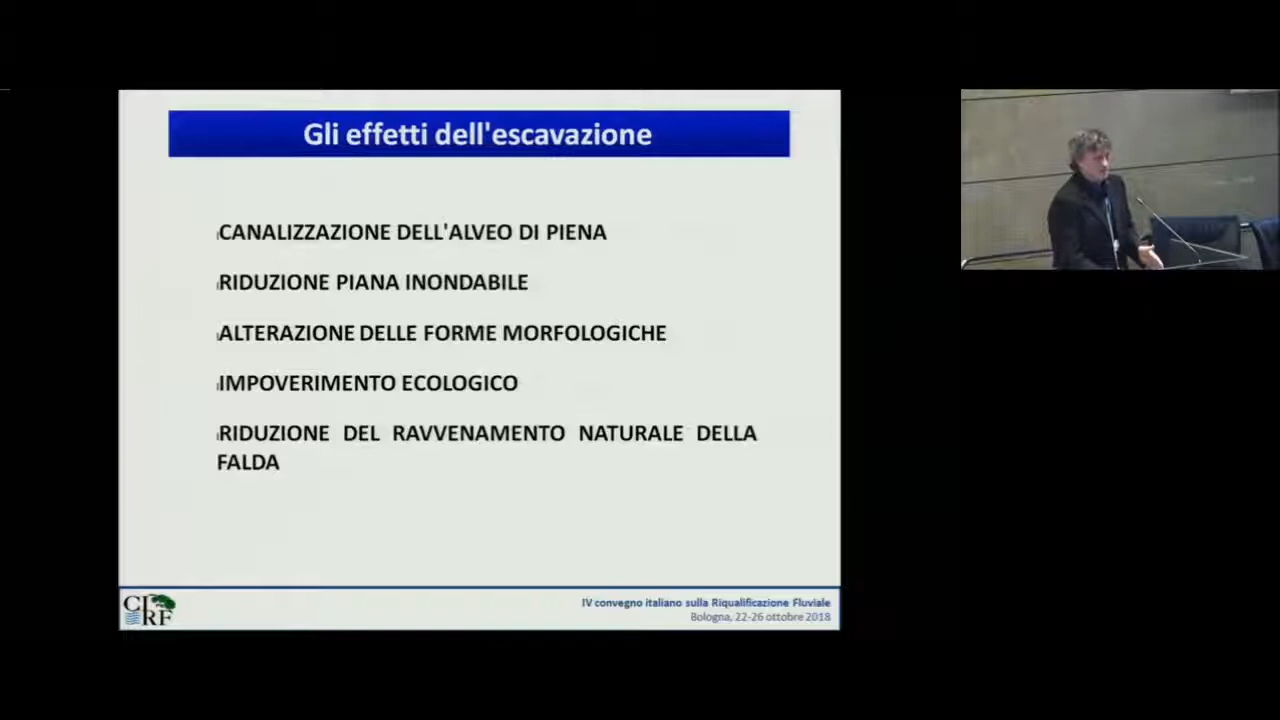 Gli effetti dell'escavazione
CANALIZZAZIONE DELL'ALVEO DI PIENA
RIDUZIONE PIANA INONDABILE
ALTERAZIONE DELLE FORME MORFOLOGICHE
IMPOVERIMENTO ECOLOGICO
RIDUZIONE DEL RAVVENAMENTO NATURALE DELLA
FALDA
CIRF
IV convegno italiano sulla Riqualificazione Fluviale
Bologna, 22-26 ottobre 2018